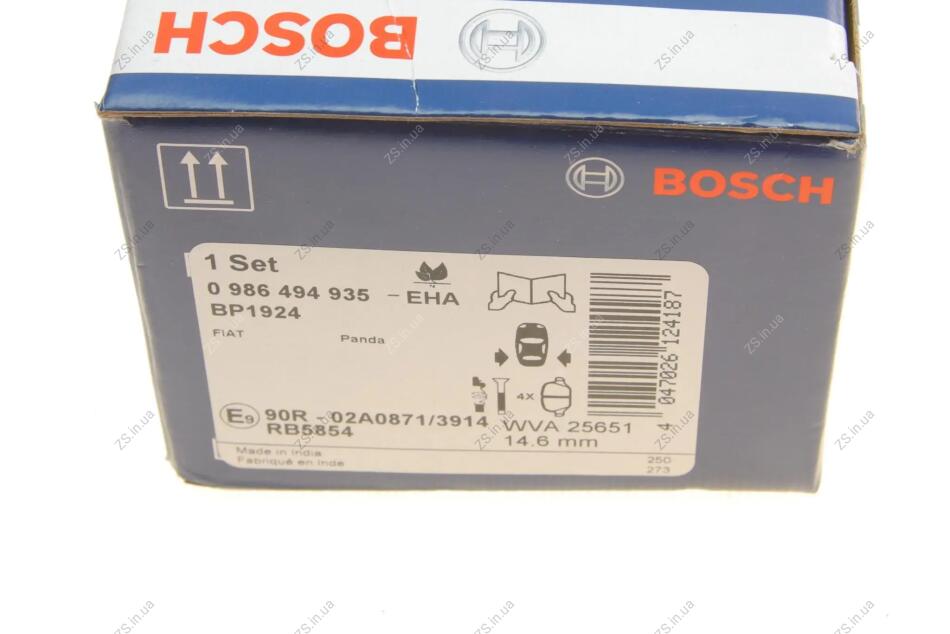 BOSCH
BOSCH
1 Set
0 986 494 935 - EHA
BP1924
FIAT Panda
4X
4 047026 124187
E9 90R - 02A0871/3914
RB5854
WVA 25651
14.6 mm
Made in India
Fabriqué en Inde
250
273
ZS.in.ua